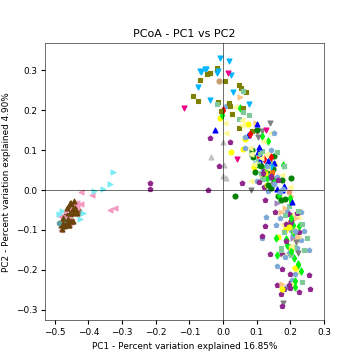 PCoA - PC1 vs PC2
PC2 - Percent variation explained 4.90%
0.3
0.2
0.1
0.0
−0.1
−0.2
−0.3
−0.5 −0.4 −0.3 −0.2 −0.1 0.0 0.1 0.2 0.3
PC1 - Percent variation explained 16.85%